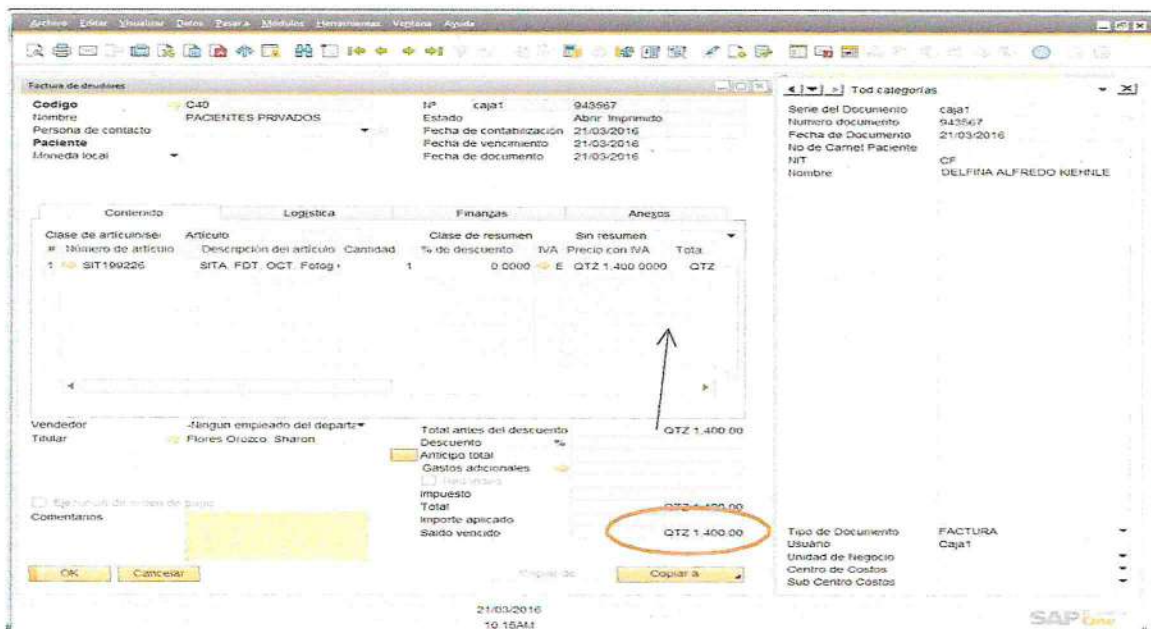 Archivo Editar Visualizar Datos Pasar a Módulos Herramientas Ventana Ayuda
Factura de deudores
Codigo C40
Nombre PACIENTES PRIVADOS
Persona de contacto
Paciente
Moneda local
Nº caja1 943567
Estado Abrir Imprimido
Fecha de contabilización 21/03/2016
Fecha de vencimiento 21/03/2016
Fecha de documento 21/03/2016
Contenido Logística Finanzas Anexos
Clase de artículo/ser Artículo Clase de resumen Sin resumen
# Número de artículo Descripción del artículo Cantidad % de descuento IVA Precio con IVA Total
1 SIT199226 SITA, FDT, OCT, Fotog 1 0.0000 E QTZ 1,400.0000 QTZ
Vendedor -Ningun empleado del departa
Titular Flores Orozco, Sharon
Comentarios
Total antes del descuento QTZ 1,400.00
Descuento %
Anticipo total
Gastos adicionales
Impuesto
Total QTZ 1,400.00
Importe aplicado
Saldo vencido QTZ 1,400.00
OK Cancelar Copiar de Copiar a
Tod categorías
Serie del Documento caja1
Numero documento 943567
Fecha de Documento 21/03/2016
No de Carnet Paciente
NIT CF
Nombre DELFINA ALFREDO KIEHNLE
Tipo de Documento FACTURA
Usuario Caja1
Unidad de Negocio
Centro de Costos
Sub Centro Costos
21/03/2016
10:16AM
SAP